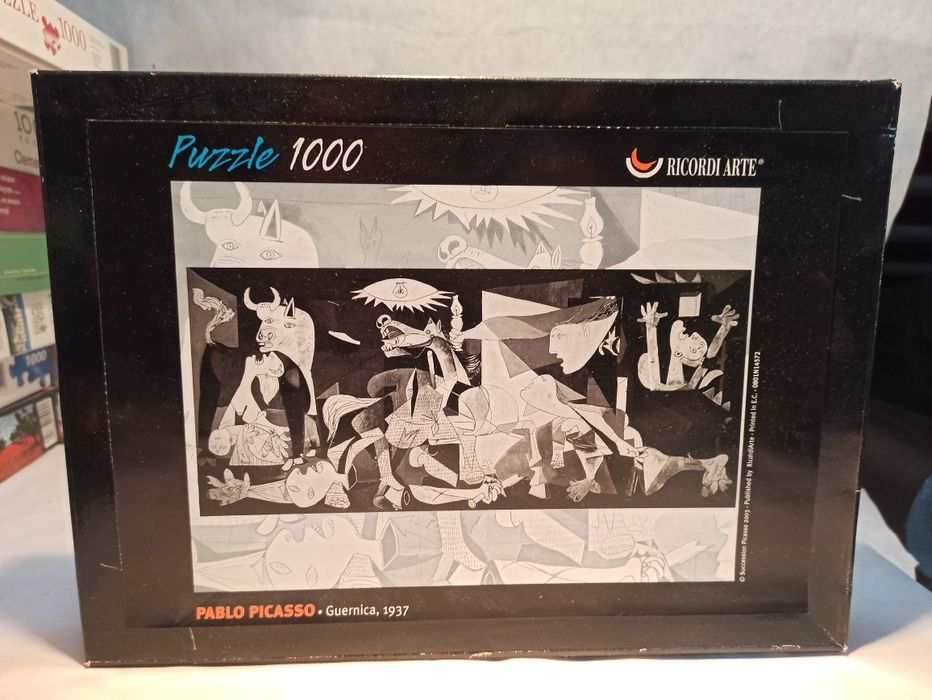 Puzzle 1000
RICORDI ARTE®
PABLO PICASSO • Guernica, 1937
© Succession Picasso 2003 - Published by RicordiArte - Printed in E.C. - 0801N14572
1000
1000